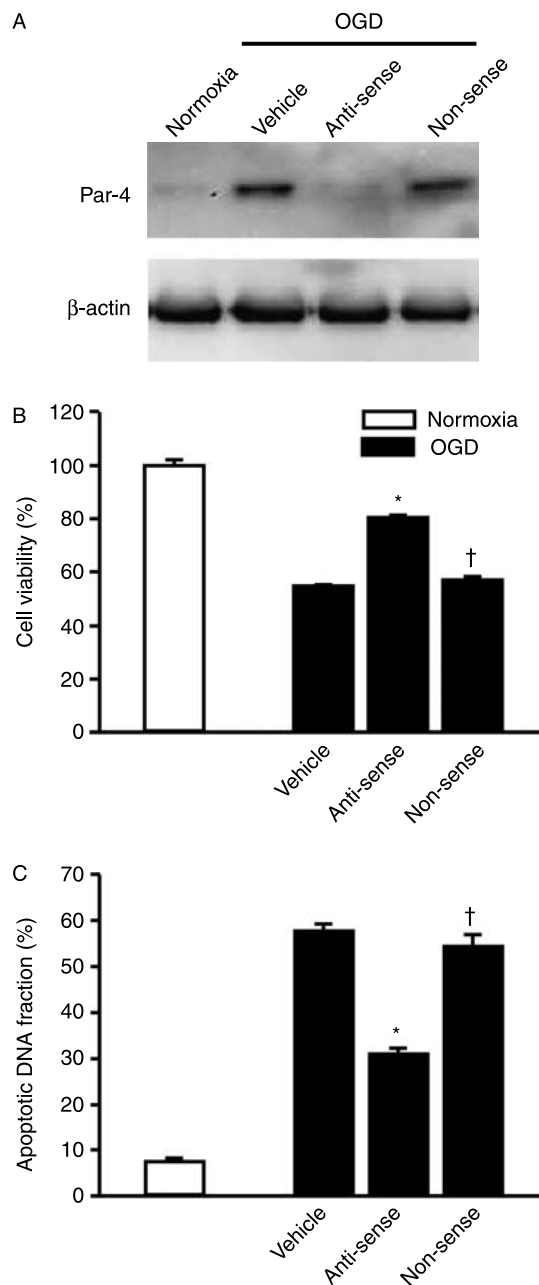 A
OGD
Normoxia
Vehicle
Anti-sense
Non-sense
Par-4
β-actin
B
120
100
80
60
40
20
0
Cell viability (%)
Normoxia
OGD
*
†
Vehicle
Anti-sense
Non-sense
C
70
60
50
40
30
20
10
0
Apoptotic DNA fraction (%)
*
†
Vehicle
Anti-sense
Non-sense